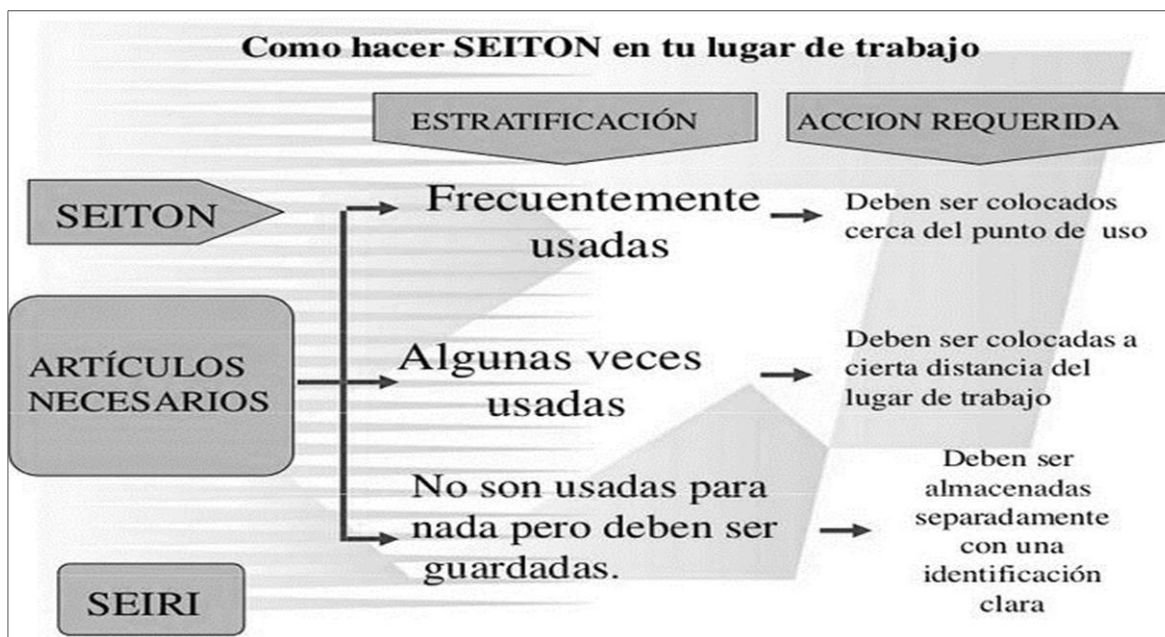 Como hacer SEITON en tu lugar de trabajo
ESTRATIFICACIÓN
ACCION REQUERIDA
SEITON
Frecuentemente
usadas
Deben ser colocados
cerca del punto de uso
ARTÍCULOS
NECESARIOS
Algunas veces
usadas
Deben ser colocadas a
cierta distancia del
lugar de trabajo
No son usadas para
nada pero deben ser
guardadas.
Deben ser
almacenadas
separadamente
con una
identificación
clara
SEIRI